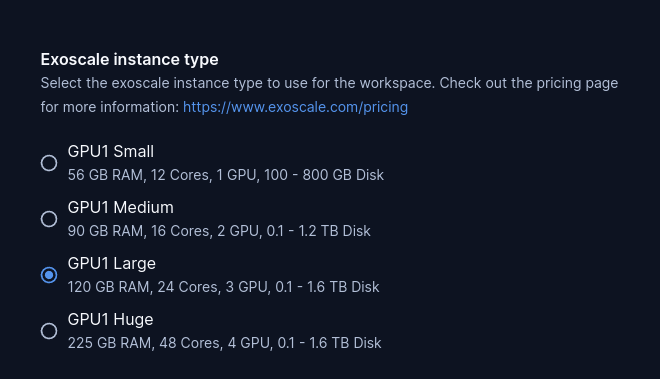 Exoscale instance type
Select the exoscale instance type to use for the workspace. Check out the pricing page
for more information: https://www.exoscale.com/pricing
GPU1 Small
56 GB RAM, 12 Cores, 1 GPU, 100 - 800 GB Disk
GPU1 Medium
90 GB RAM, 16 Cores, 2 GPU, 0.1 - 1.2 TB Disk
GPU1 Large
120 GB RAM, 24 Cores, 3 GPU, 0.1 - 1.6 TB Disk
GPU1 Huge
225 GB RAM, 48 Cores, 4 GPU, 0.1 - 1.6 TB Disk